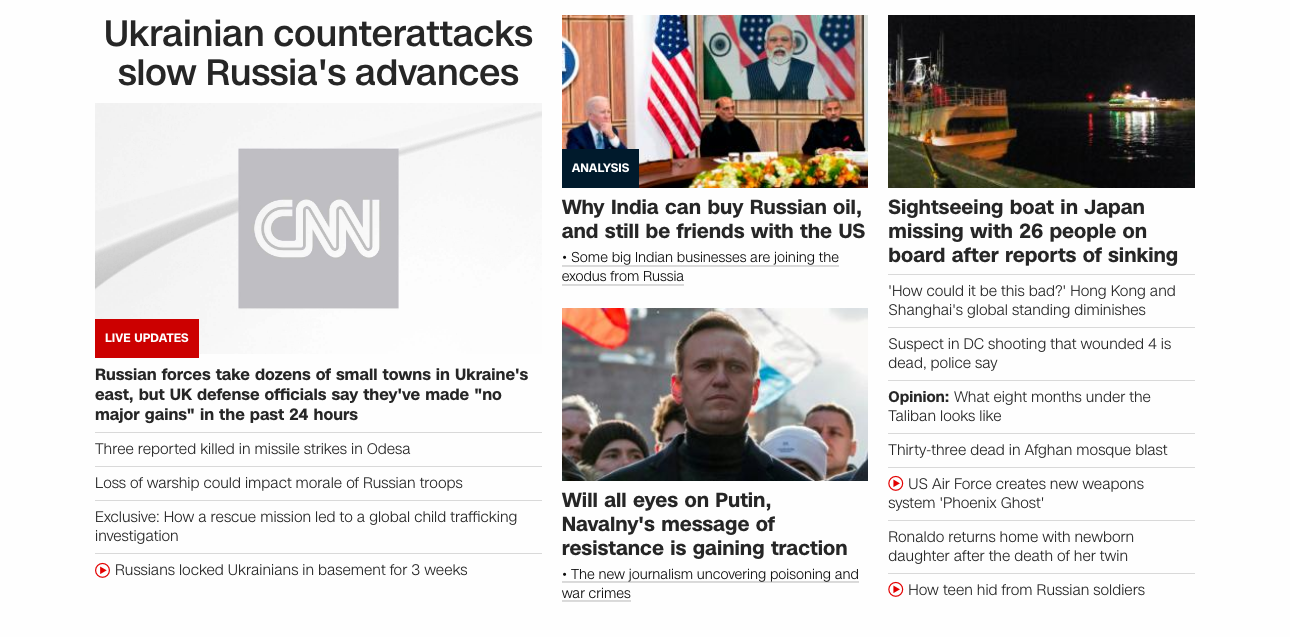 Ukrainian counterattacks
slow Russia's advances
CNN
LIVE UPDATES
Russian forces take dozens of small towns in Ukraine's
east, but UK defense officials say they've made "no
major gains" in the past 24 hours
Three reported killed in missile strikes in Odesa
Loss of warship could impact morale of Russian troops
Exclusive: How a rescue mission led to a global child trafficking
investigation
Russians locked Ukrainians in basement for 3 weeks
ANALYSIS
Why India can buy Russian oil,
and still be friends with the US
• Some big Indian businesses are joining the
exodus from Russia
Will all eyes on Putin,
Navalny's message of
resistance is gaining traction
• The new journalism uncovering poisoning and
war crimes
Sightseeing boat in Japan
missing with 26 people on
board after reports of sinking
'How could it be this bad?' Hong Kong and
Shanghai's global standing diminishes
Suspect in DC shooting that wounded 4 is
dead, police say
Opinion: What eight months under the
Taliban looks like
Thirty-three dead in Afghan mosque blast
US Air Force creates new weapons
system 'Phoenix Ghost'
Ronaldo returns home with newborn
daughter after the death of her twin
How teen hid from Russian soldiers